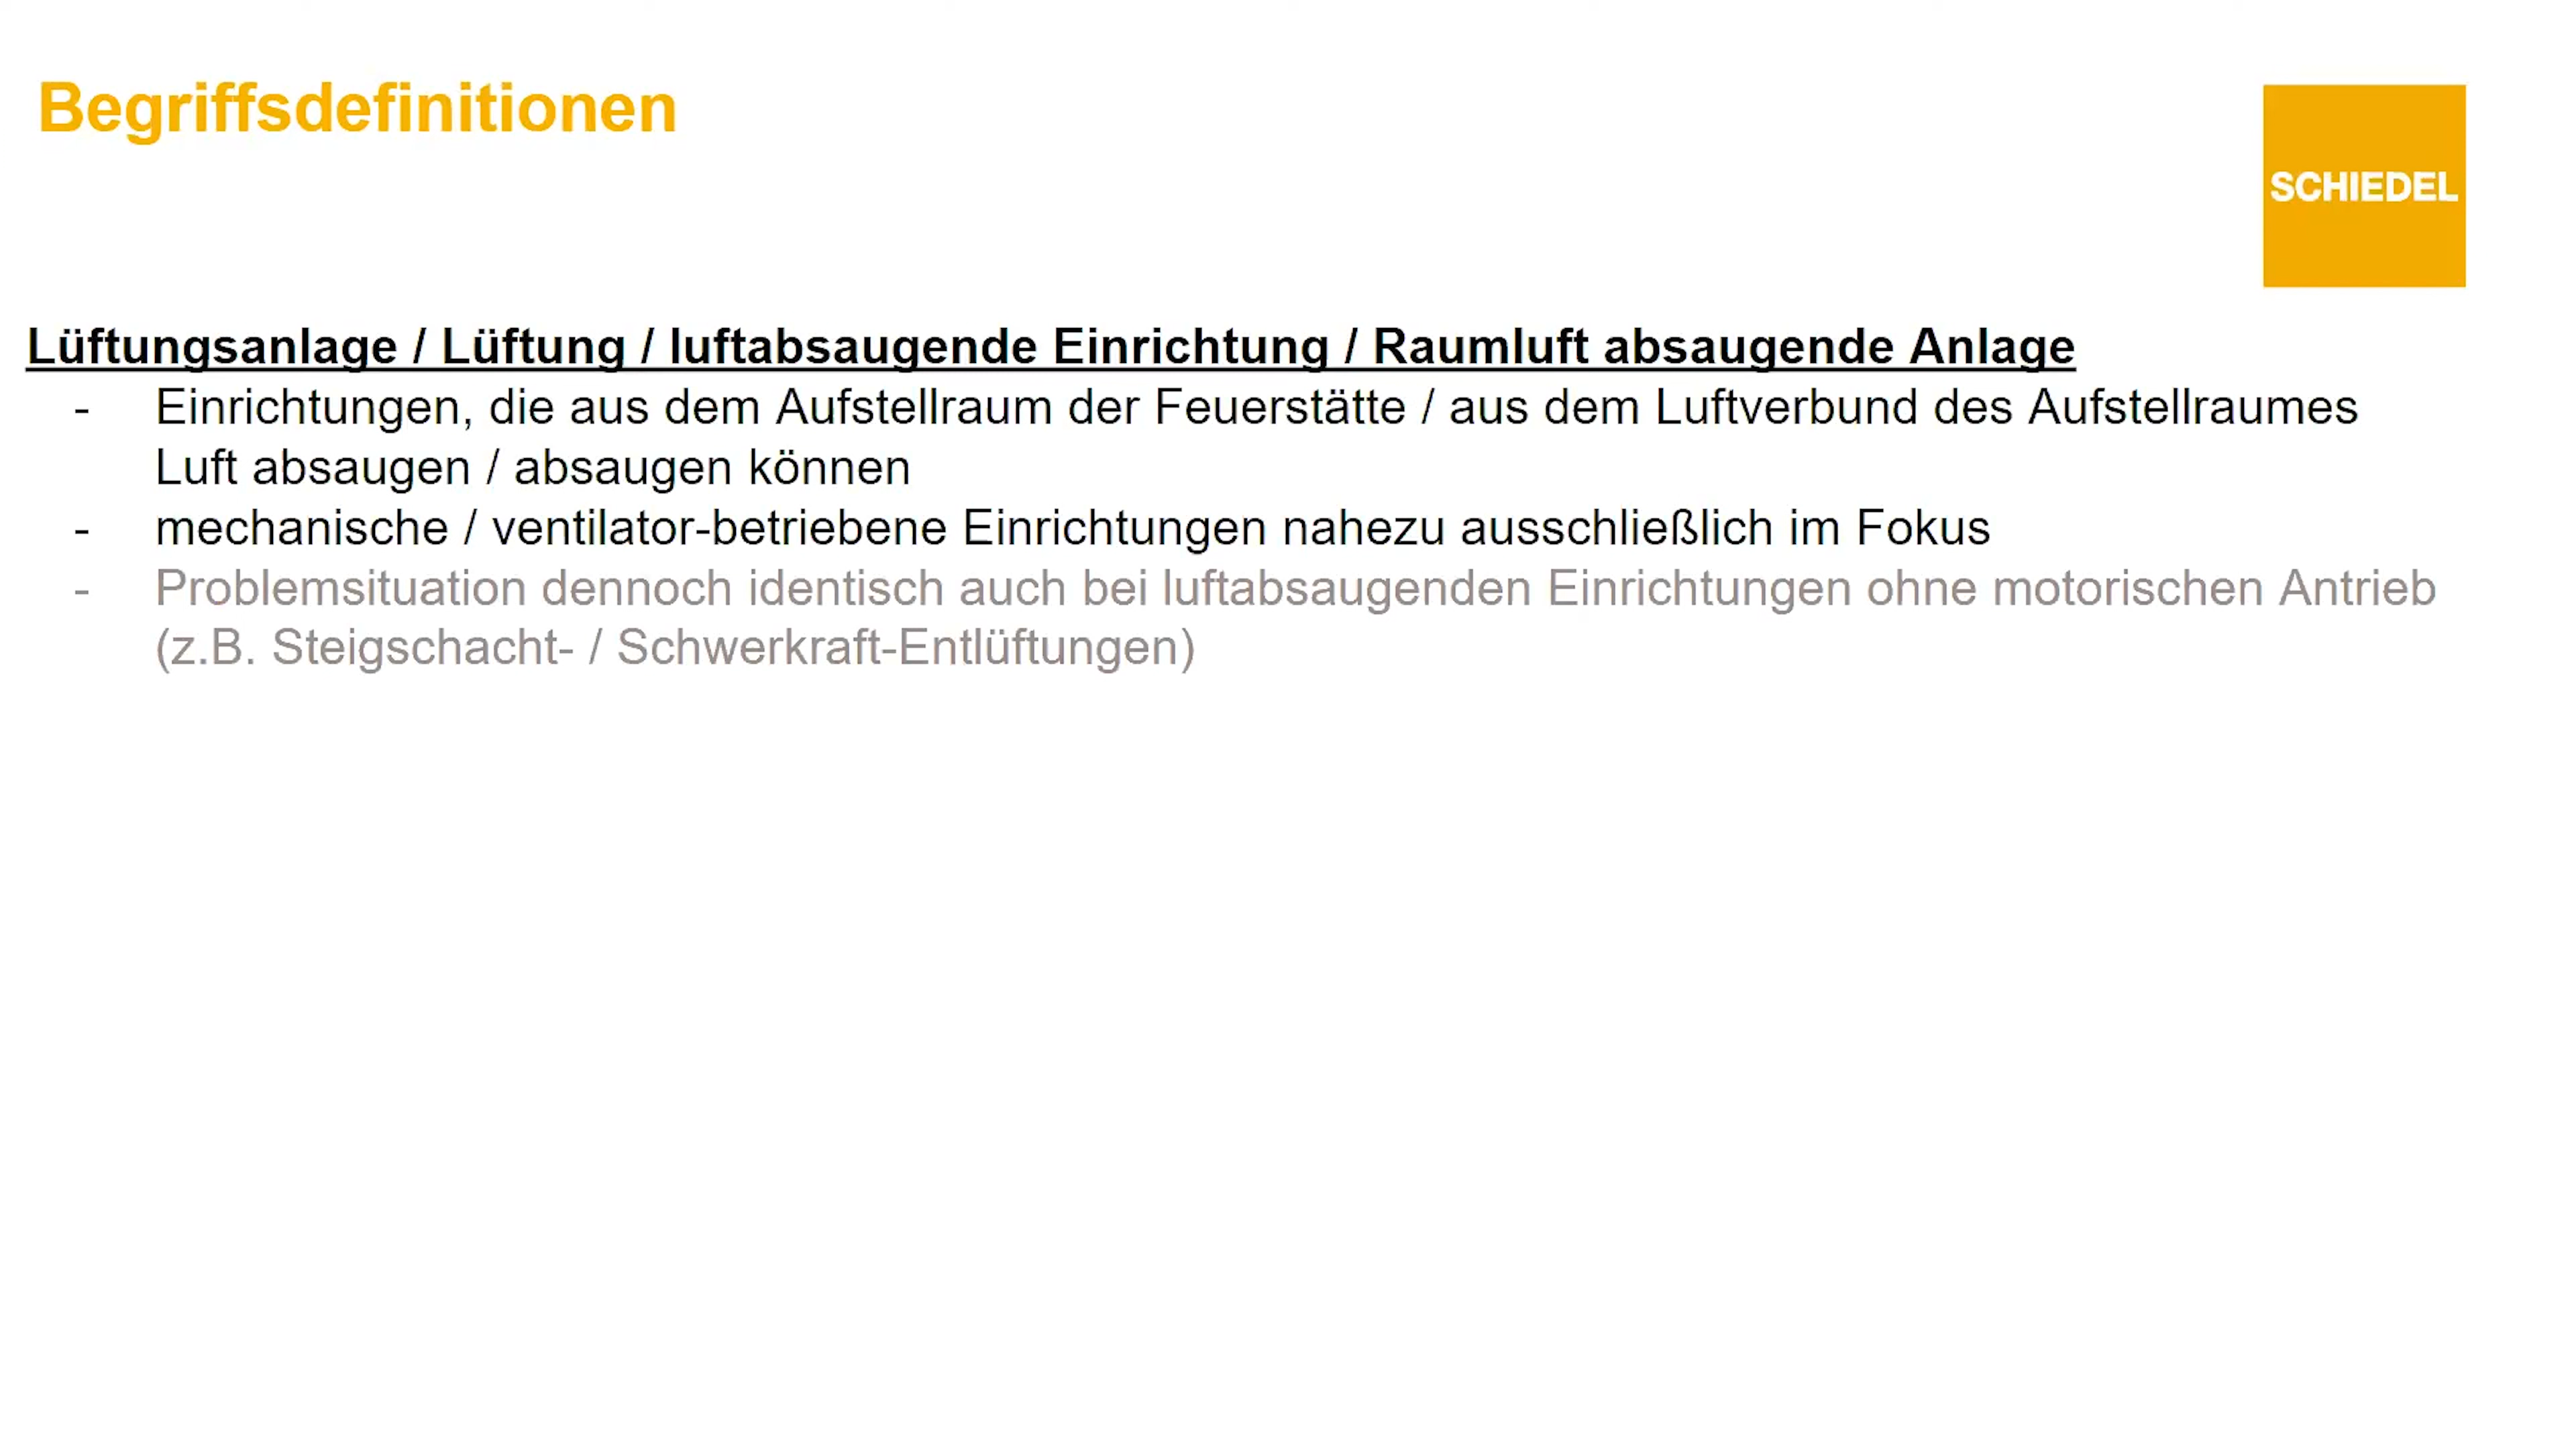 Begriffsdefinitionen
SCHIEDEL
Lüftungsanlage / Lüftung / luftabsaugende Einrichtung / Raumluft absaugende Anlage
- Einrichtungen, die aus dem Aufstellraum der Feuerstätte / aus dem Luftverbund des Aufstellraumes
Luft absaugen / absaugen können
- mechanische / ventilator-betriebene Einrichtungen nahezu ausschließlich im Fokus
- Problemsituation dennoch identisch auch bei luftabsaugenden Einrichtungen ohne motorischen Antrieb
(z.B. Steigschacht- / Schwerkraft-Entlüftungen)